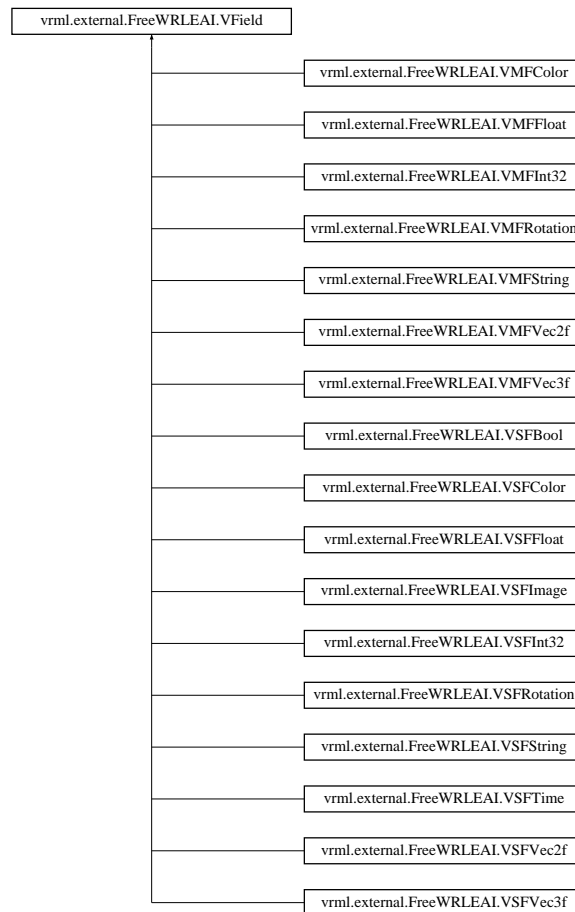 vrml.external.FreeWRLEAI.VField
vrml.external.FreeWRLEAI.VMFColor
vrml.external.FreeWRLEAI.VMFFloat
vrml.external.FreeWRLEAI.VMFInt32
vrml.external.FreeWRLEAI.VMFRotation
vrml.external.FreeWRLEAI.VMFString
vrml.external.FreeWRLEAI.VMFVec2f
vrml.external.FreeWRLEAI.VMFVec3f
vrml.external.FreeWRLEAI.VSFBool
vrml.external.FreeWRLEAI.VSFColor
vrml.external.FreeWRLEAI.VSFFloat
vrml.external.FreeWRLEAI.VSFImage
vrml.external.FreeWRLEAI.VSFInt32
vrml.external.FreeWRLEAI.VSFRotation
vrml.external.FreeWRLEAI.VSFString
vrml.external.FreeWRLEAI.VSFTime
vrml.external.FreeWRLEAI.VSFVec2f
vrml.external.FreeWRLEAI.VSFVec3f